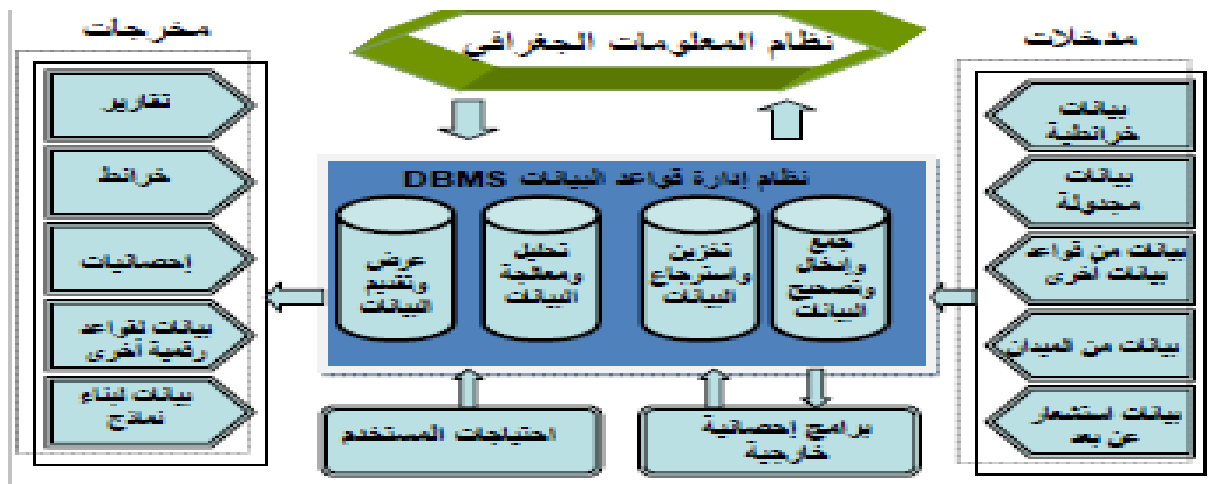 نظام المعلومات الجغرافي
مدخلات
بيانات
خرائطية
بيانات
مجدولة
بيانات من قواعد
بيانات أخرى
بيانات من الميدان
بيانات استشعار
عن بعد
نظام إدارة قواعد البيانات DBMS
جمع
وإدخال
وتصحيح
البيانات
تخزين
واسترجاع
البيانات
تحليل
ومعالجة
البيانات
عرض
وتقديم
البيانات
برامج إحصائية
خارجية
احتياجات المستخدم
مخرجات
تقارير
خرائط
إحصائيات
بيانات لقواعد
رقمية أخرى
بيانات لبناء
نماذج